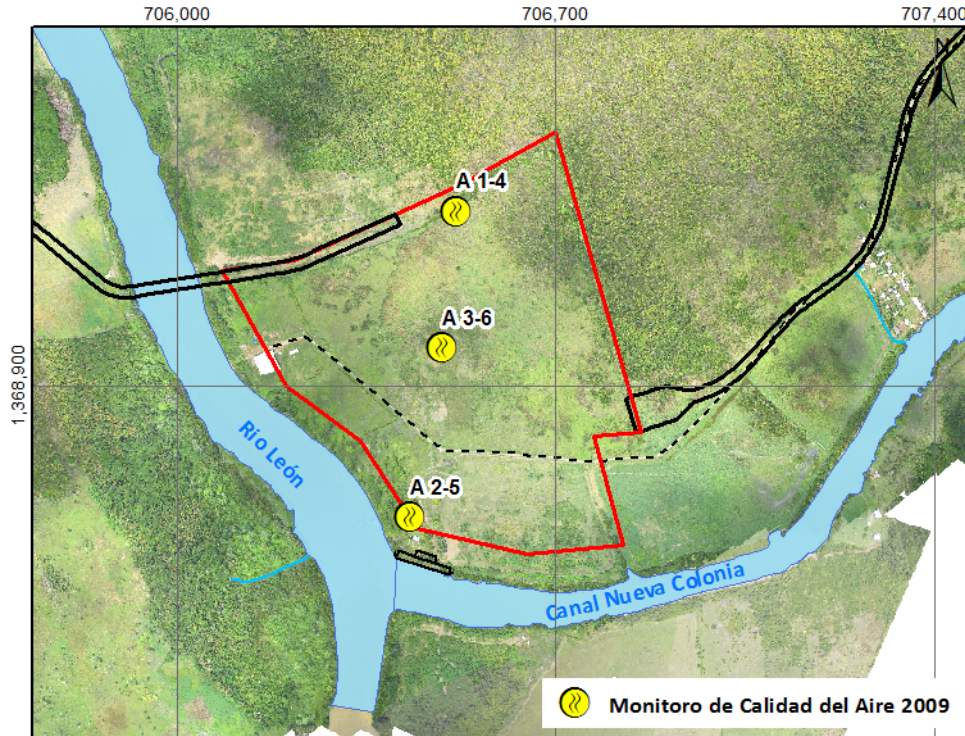 706,000
706,700
707,400
A 1-4
A 3-6
1,368,900
Río León
A 2-5
Canal Nueva Colonia
Monitoro de Calidad del Aire 2009